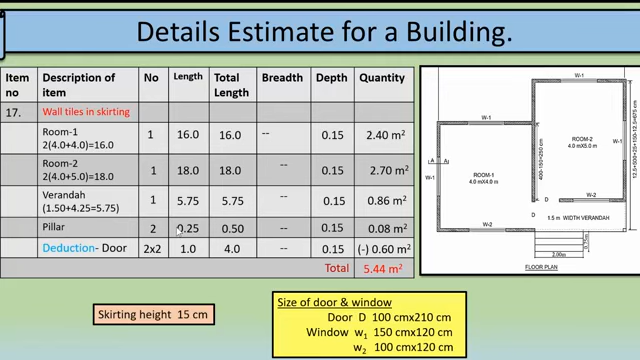 Details Estimate for a Building.
Item no Description of item No Length Total Length Breadth Depth Quantity
17. Wall tiles in skirting
Room-1
2(4.0+4.0)=16.0 1 16.0 16.0 -- 0.15 2.40 m²
Room-2
2(4.0+5.0)=18.0 1 18.0 18.0 -- 0.15 2.70 m²
Verandah
(1.50+4.25=5.75) 1 5.75 5.75 -- 0.15 0.86 m²
Pillar 2 0.25 0.50 -- 0.15 0.08 m²
Deduction- Door 2x2 1.0 4.0 -- 0.15 (-) 0.60 m²
Total 5.44 m²
Skirting height 15 cm
Size of door & window
Door D 100 cmx210 cm
Window w₁ 150 cmx120 cm
w₂ 100 cmx120 cm
W-1
ROOM-2
4.0 mX5.0 m
W-1
W-1
ROOM-1
4.0 mX4.0 m
A
A
W-1
W-2
D
D
1.5 m WIDTH VERANDAH
W-2
2.00m
FLOOR PLAN